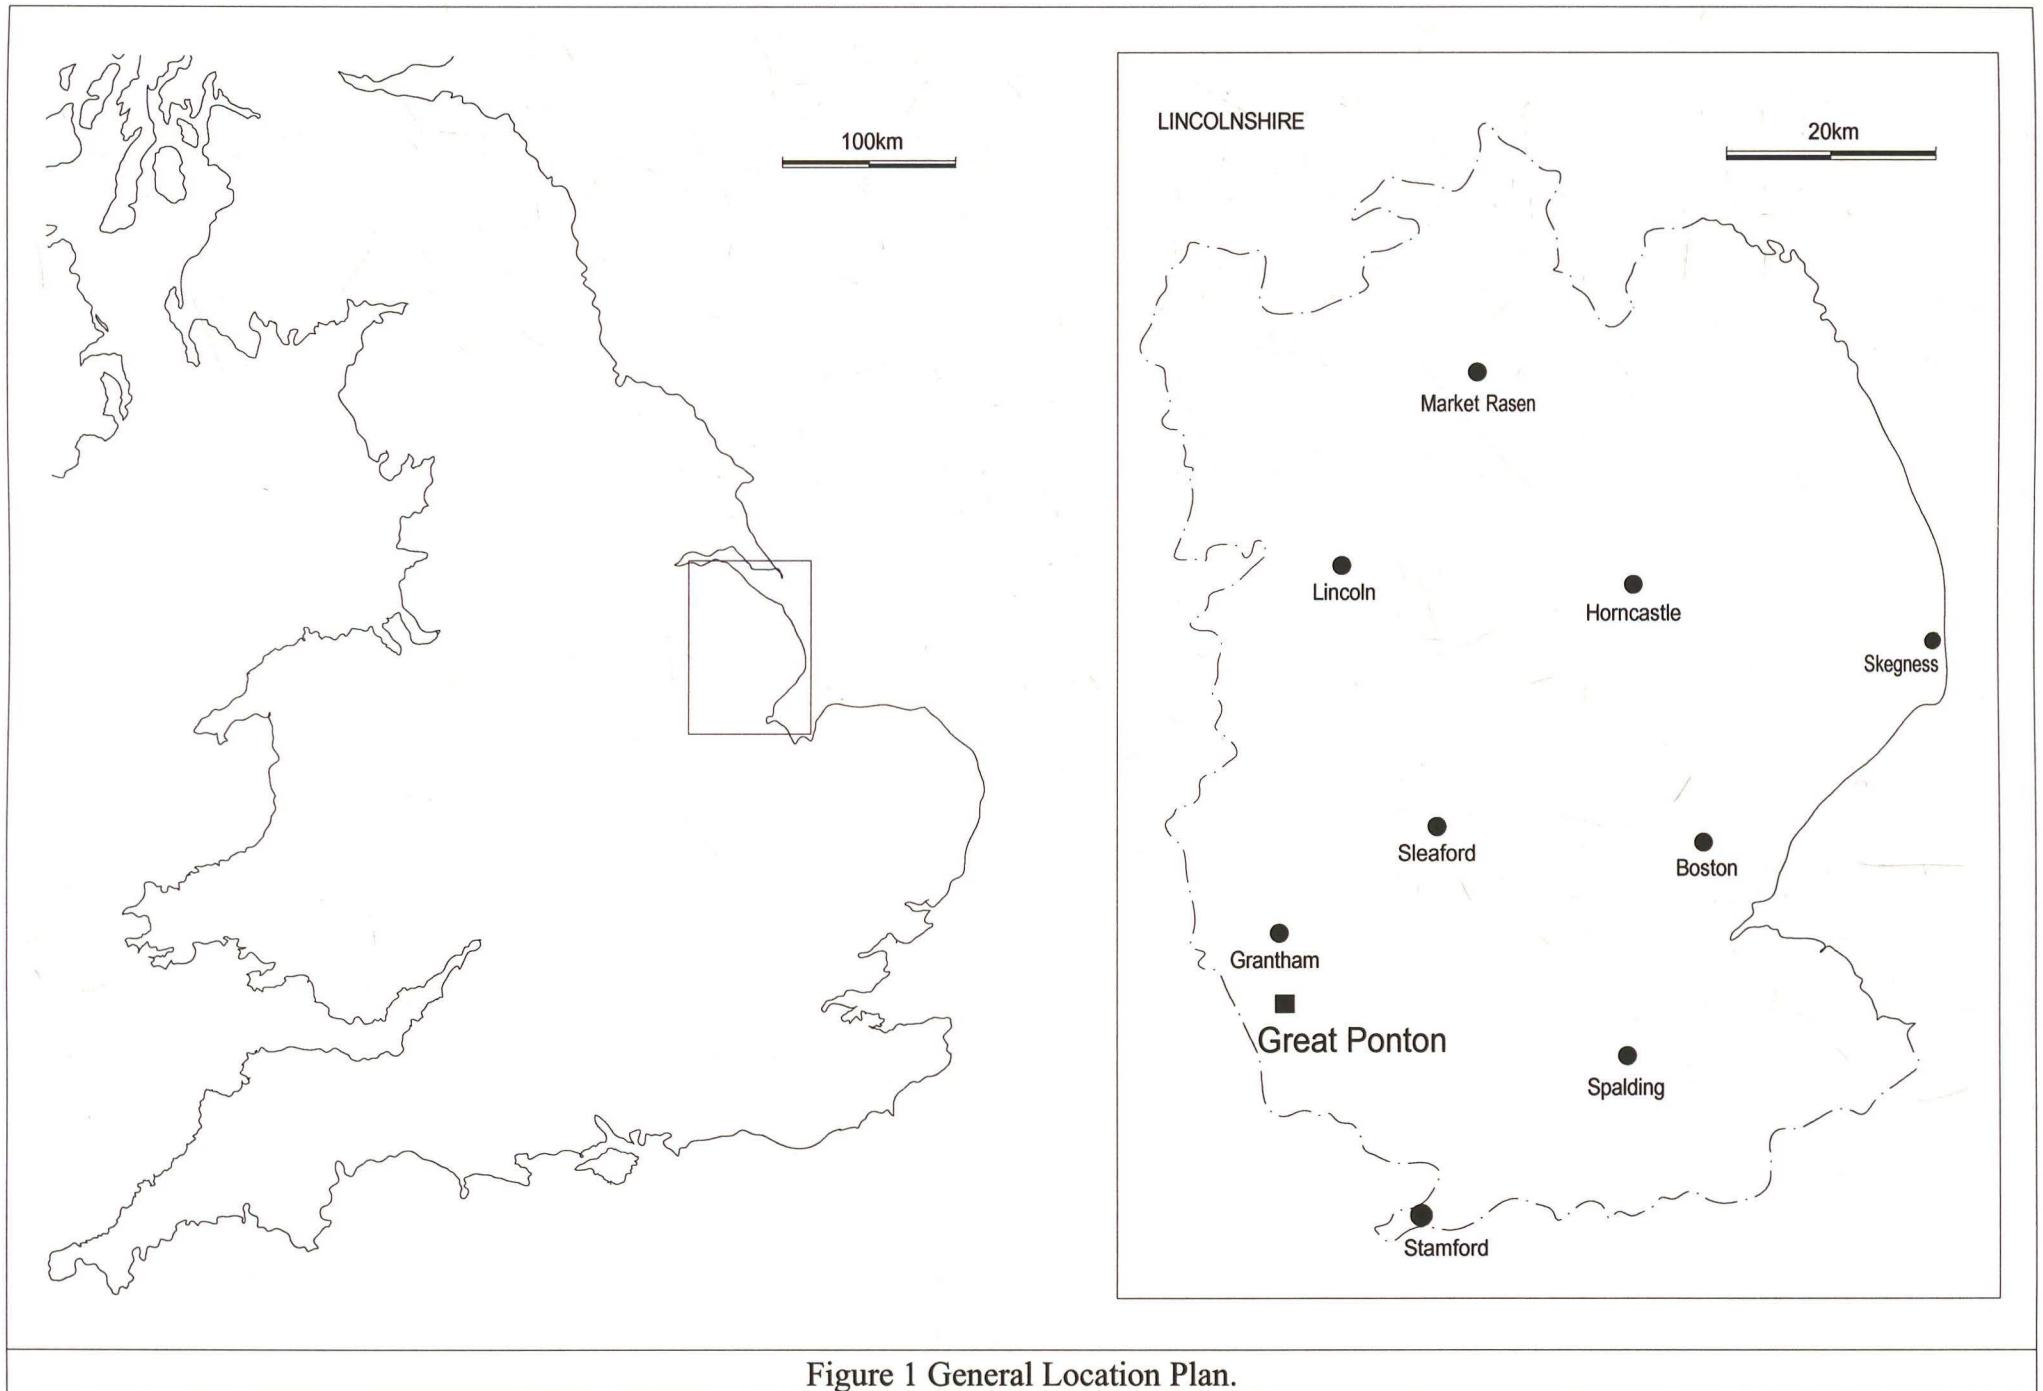 100km
LINCOLNSHIRE
20km
Market Rasen
Lincoln
Horncastle
Skegness
Sleaford
Boston
Grantham
Great Ponton
Spalding
Stamford
Figure 1 General Location Plan.